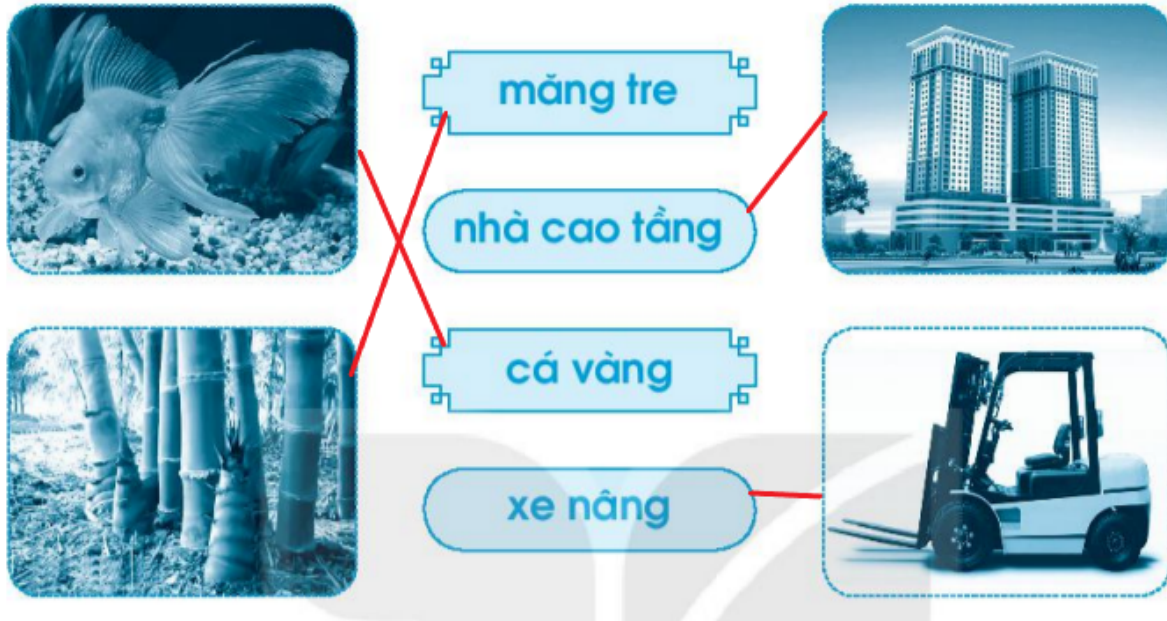 măng tre
nhà cao tầng
cá vàng
xe nâng